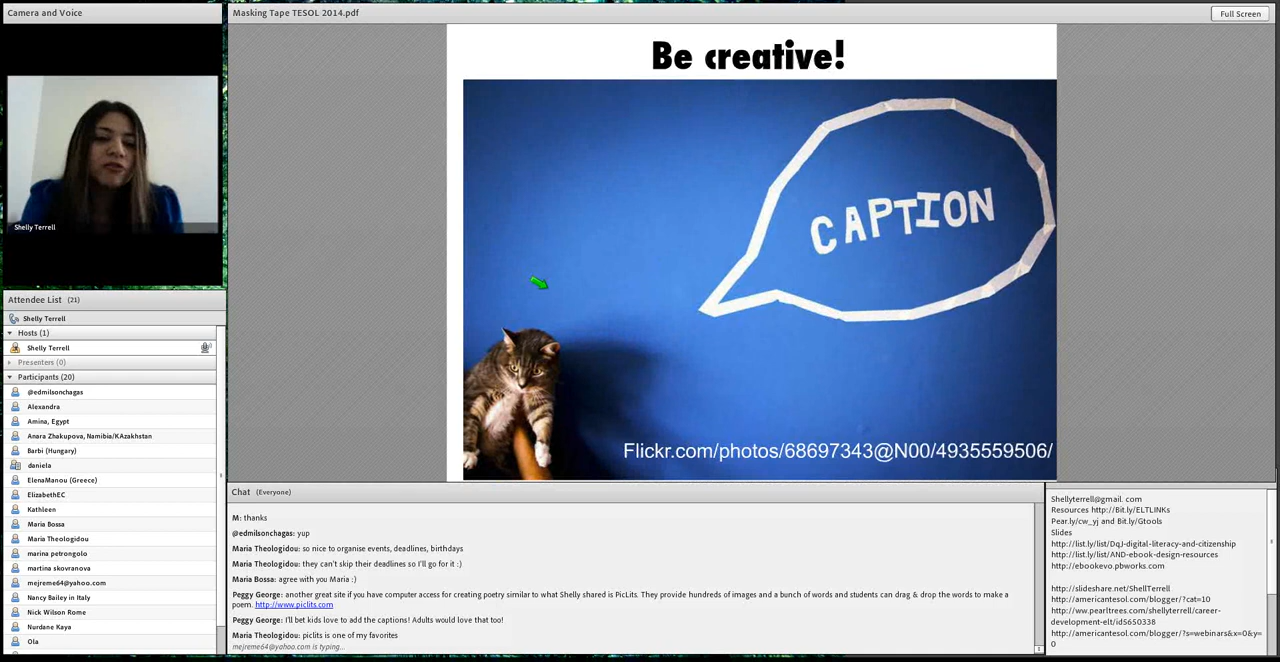 Camera and Voice
Shelly Terrell
Attendee List (21)
Shelly Terrell
Hosts (1)
Shelly Terrell
Presenters (0)
Participants (20)
@edmilsonchagas
Alexandra
Amina, Egypt
Anara Zhakupova, Namibia/KAzakhstan
Barbi (Hungary)
daniela
ElenaManou (Greece)
ElizabethEC
Kathleen
Maria Bossa
Maria Theologidou
marina petrongolo
martina skovranova
mejreme64@yahoo.com
Nancy Bailey in Italy
Nick Wilson Rome
Nurdane Kaya
Ola
Masking Tape TESOL 2014.pdf
Full Screen
Be creative!
CAPTION
Flickr.com/photos/68697343@N00/4935559506/
Chat (Everyone)
M: thanks
@edmilsonchagas: yup
Maria Theologidou: so nice to organise events, deadlines, birthdays
Maria Theologidou: they can't skip their deadlines so I'll go for it :)
Maria Bossa: agree with you Maria :)
Peggy George: another great site if you have computer access for creating poetry similar to what Shelly shared is PicLits. They provide hundreds of images and a bunch of words and students can drag & drop the words to make a
poem. http://www.piclits.com
Peggy George: I'll bet kids love to add the captions! Adults would love that too!
Maria Theologidou: piclits is one of my favorites
mejreme64@yahoo.com is typing...
Shellyterrell@gmail. com
Resources http://Bit.ly/ELTLINKs
Pear.ly/cw_yj and Bit.ly/Gtools
Slides
http://list.ly/list/DqJ-digital-literacy-and-citizenship
http://list.ly/list/AND-ebook-design-resources
http://ebookevo.pbworks.com
http://slideshare.net/ShellTerrell
http://americantesol.com/blogger/?cat=10
http://ww.pearltrees.com/shellyterrell/career-
development-elt/id5650338
http://americantesol.com/blogger/?s=webinars&x=0&y=
0